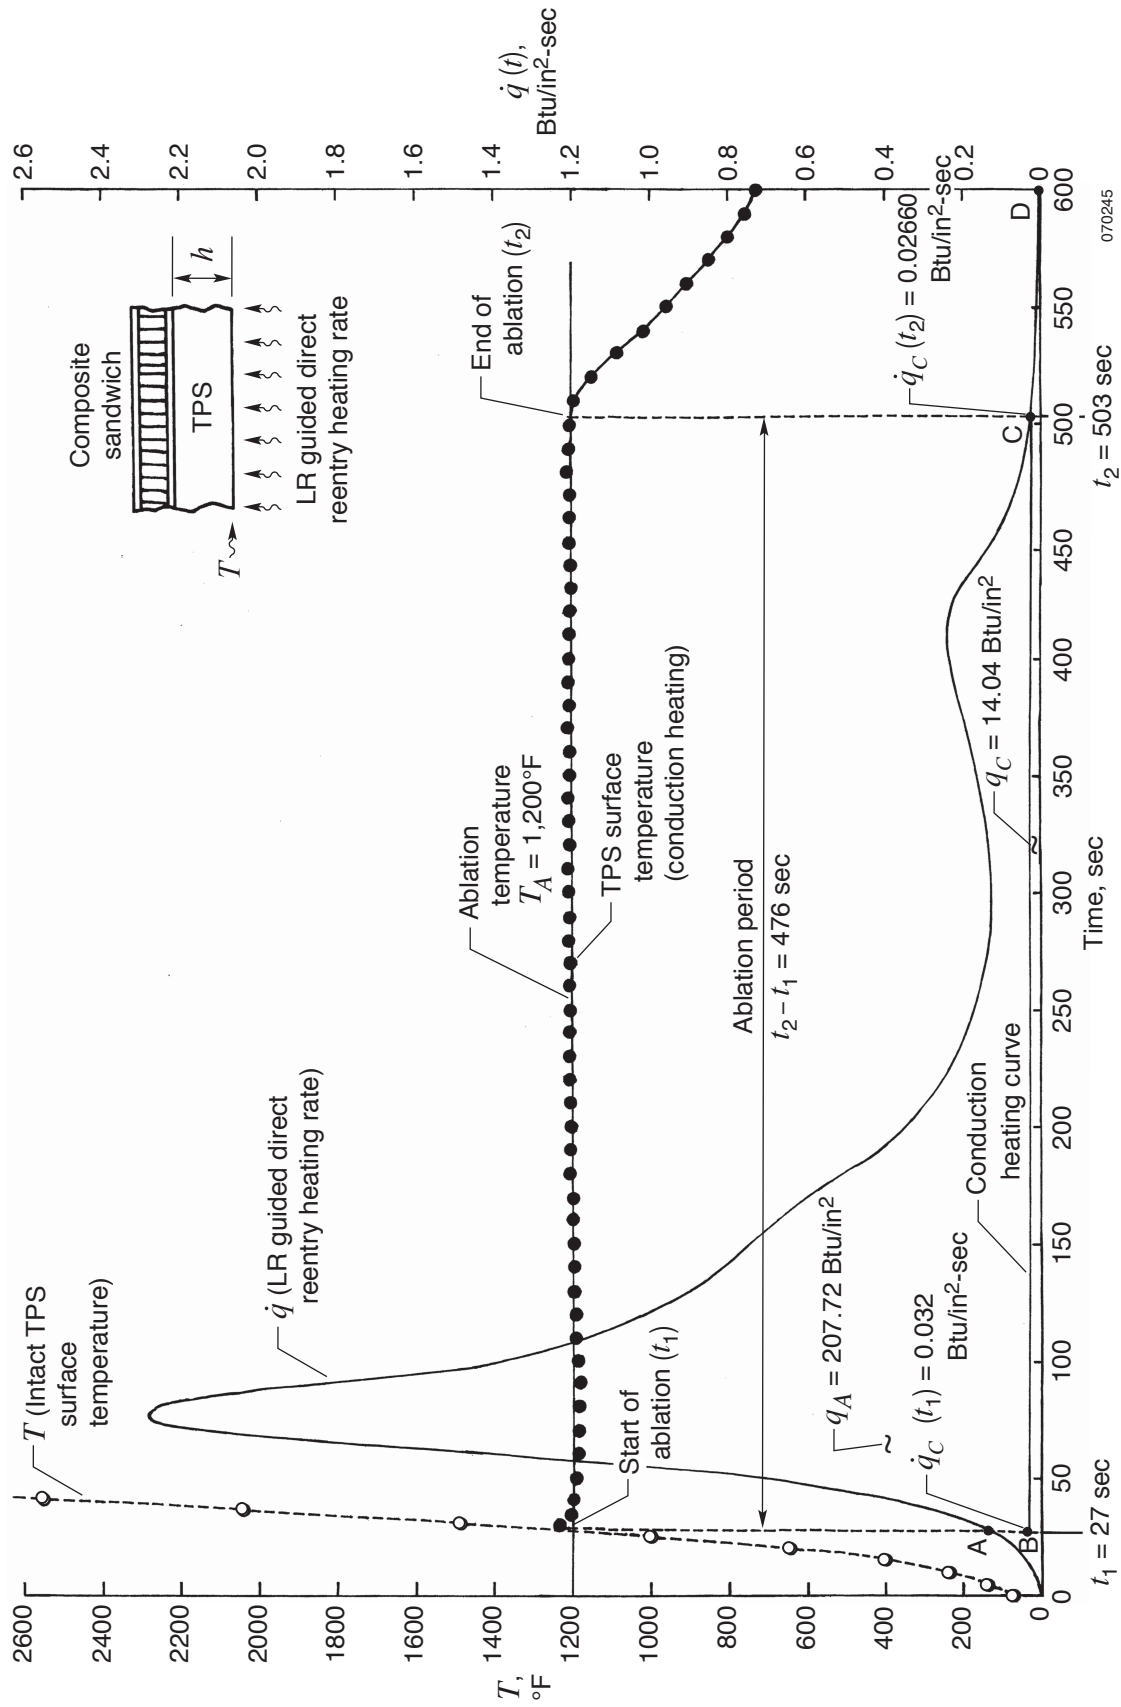 2600
2400
2200
2000
1800
1600
1400
1200
1000
800
600
400
200
0
T,
°F
2.6
2.4
2.2
2.0
1.8
1.6
1.4
1.2
1.0
0.8
0.6
0.4
0.2
0
q̇ (t),
Btu/in²-sec
T (Intact TPS
surface
temperature)
q̇ (LR guided direct
reentry heating rate)
Composite
sandwich
TPS
h
T
LR guided direct
reentry heating rate
Ablation
temperature
T_A = 1,200°F
End of
ablation (t₂)
TPS surface
temperature
(conduction heating)
Start of
ablation (t₁)
Ablation period
t₂ – t₁ = 476 sec
q_A = 207.72 Btu/in²
q̇_C (t₁) = 0.032
Btu/in²-sec
Conduction
heating curve
q_C = 14.04 Btu/in²
q̇_C (t₂) = 0.02660
Btu/in²-sec
A
B
C
D
0
50
100
150
200
250
300
350
400
450
500
550
600
t₁ = 27 sec
Time, sec
t₂ = 503 sec
070245